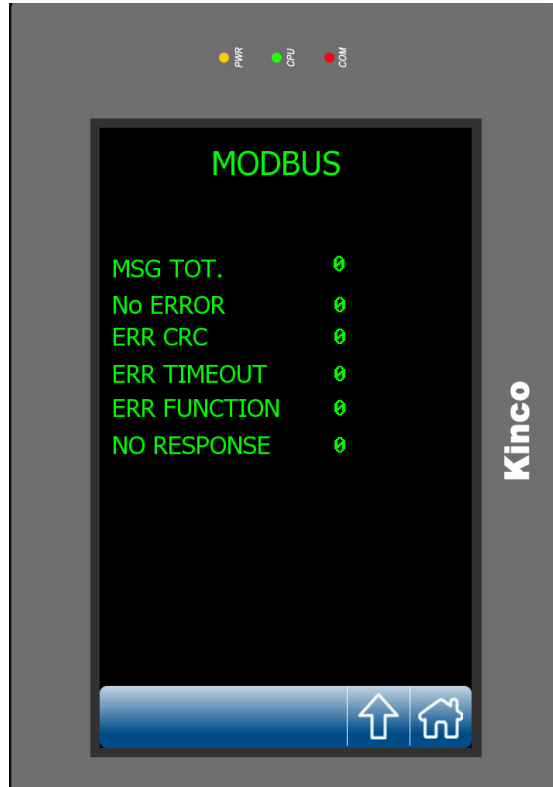 PWR CPU COM
MODBUS
MSG TOT. 0
No ERROR 0
ERR CRC 0
ERR TIMEOUT 0
ERR FUNCTION 0
NO RESPONSE 0
Kinco